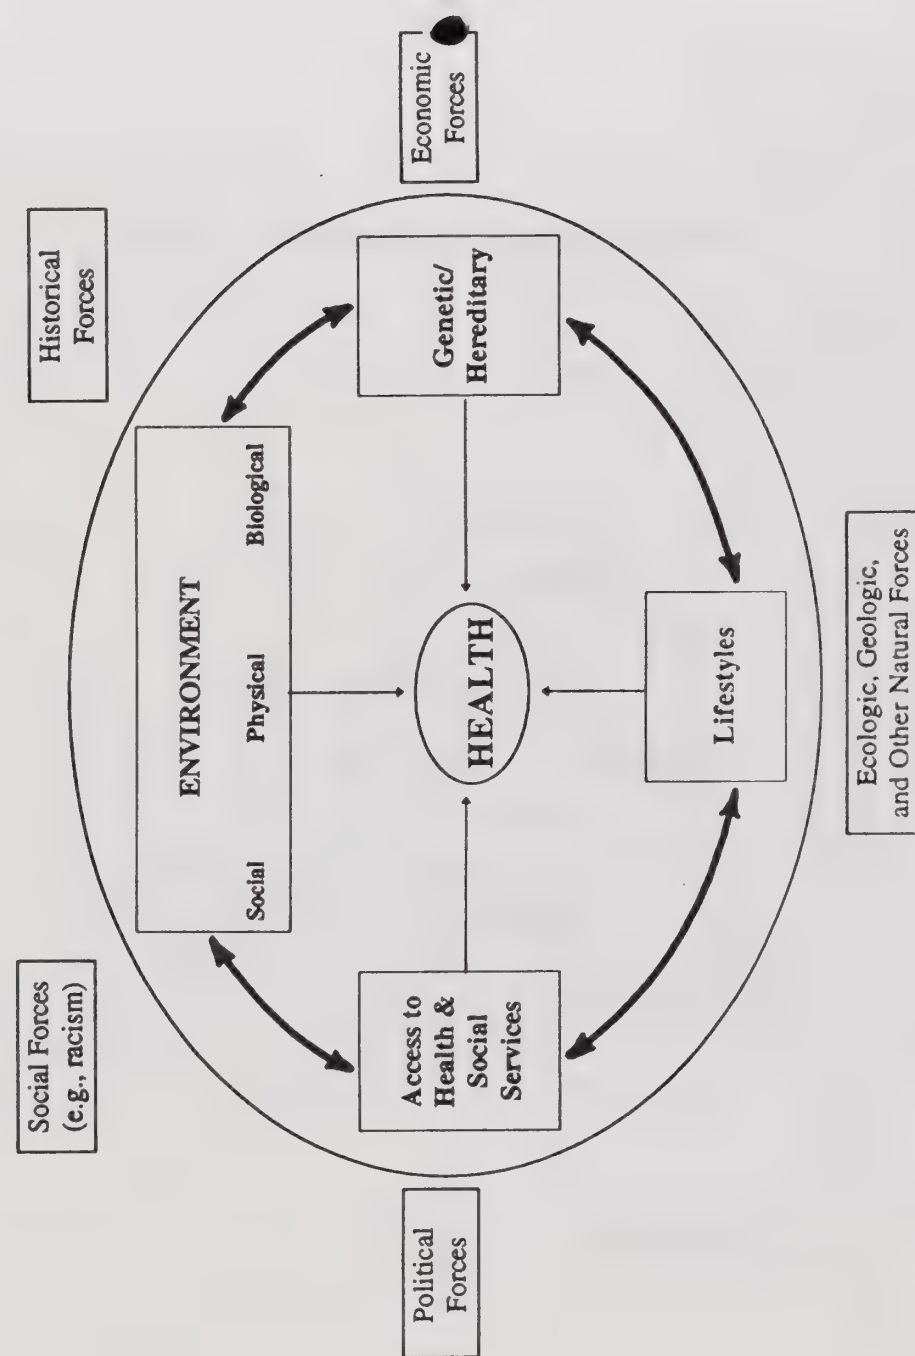 Social Forces
(e.g., racism)
Historical
Forces
ENVIRONMENT
Social Physical Biological
Political
Forces
Access to
Health &
Social
Services
HEALTH
Genetic/
Hereditary
Economic
Forces
Lifestyles
Ecologic, Geologic,
and Other Natural Forces